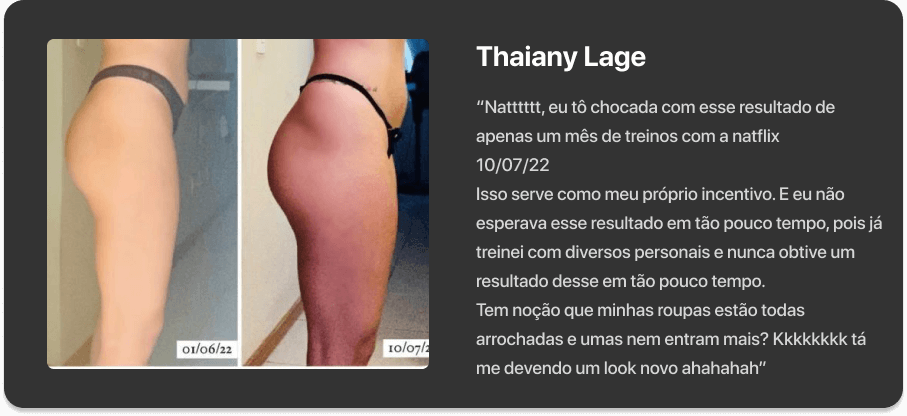 Thaiany Lage
“Natttttt, eu tô chocada com esse resultado de
apenas um mês de treinos com a natflix
10/07/22
Isso serve como meu próprio incentivo. E eu não
esperava esse resultado em tão pouco tempo, pois já
treinei com diversos personais e nunca obtive um
resultado desse em tão pouco tempo.
Tem noção que minhas roupas estão todas
arrochadas e umas nem entram mais? Kkkkkkkk tá
me devendo um look novo ahahahah”
01/06/22
10/07/2